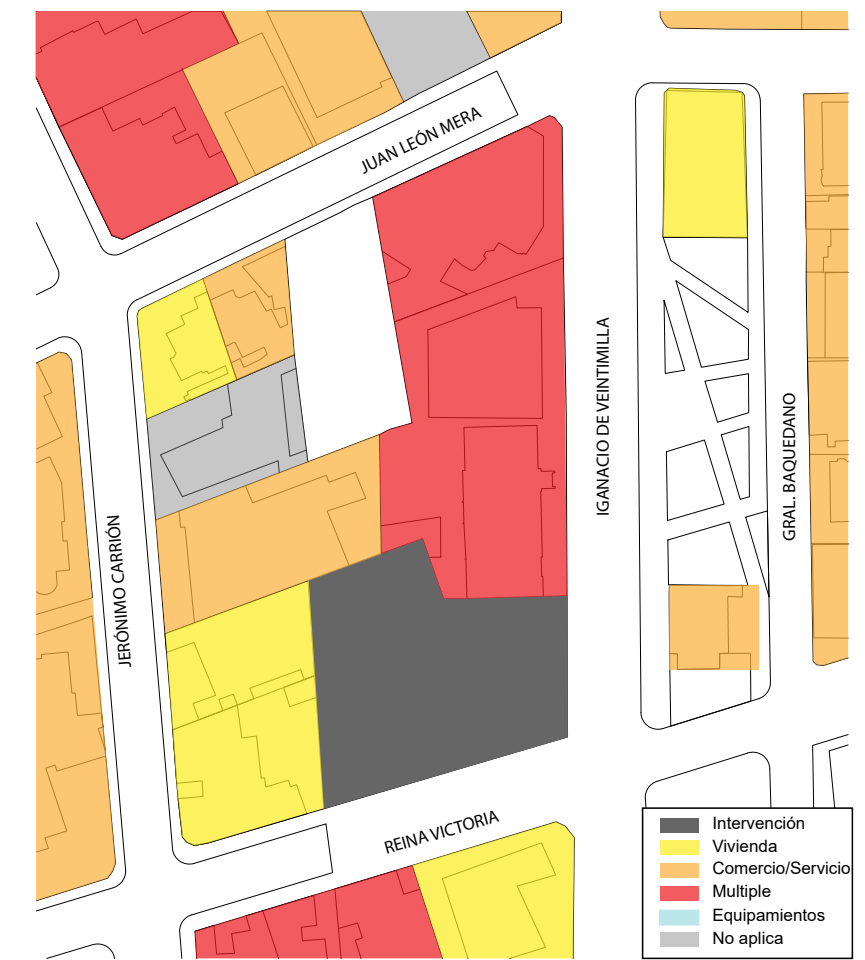 JUAN LEÓN MERA
IGANACIO DE VEINTIMILLA
GRAL. BAQUEDANO
JERÓNIMO CARRIÓN
REINA VICTORIA
Intervención
Vivienda
Comercio/Servicio
Multiple
Equipamientos
No aplica